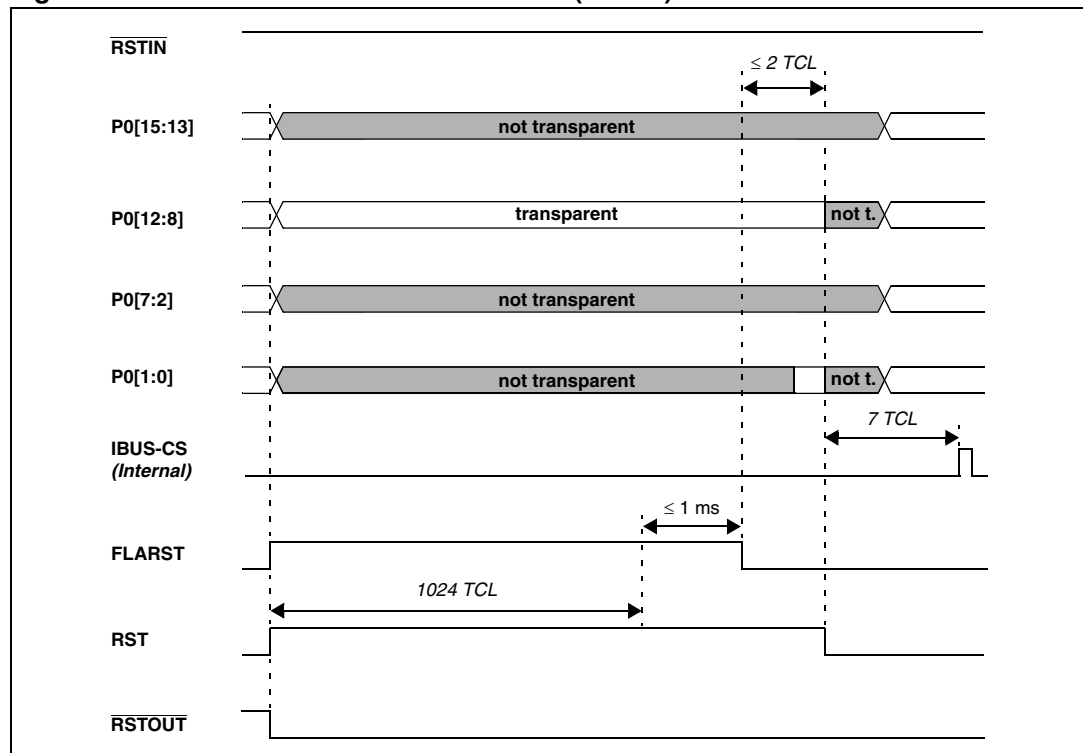 RSTIN
≤ 2 TCL
P0[15:13]
not transparent
P0[12:8]
transparent
not t.
P0[7:2]
not transparent
P0[1:0]
not transparent
not t.
7 TCL
IBUS-CS
(Internal)
≤ 1 ms
FLARST
1024 TCL
RST
RSTOUT